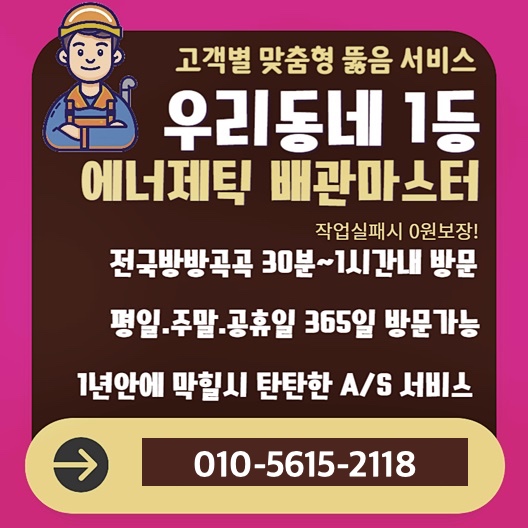 고객별 맞춤형 뚫음 서비스
우리동네 1등
에너제틱 배관마스터
작업실패시 0원보장!
전국방방곡곡 30분~1시간내 방문
평일.주말.공휴일 365일 방문가능
1년안에 막힐시 탄탄한 A/S 서비스
010-5615-2118